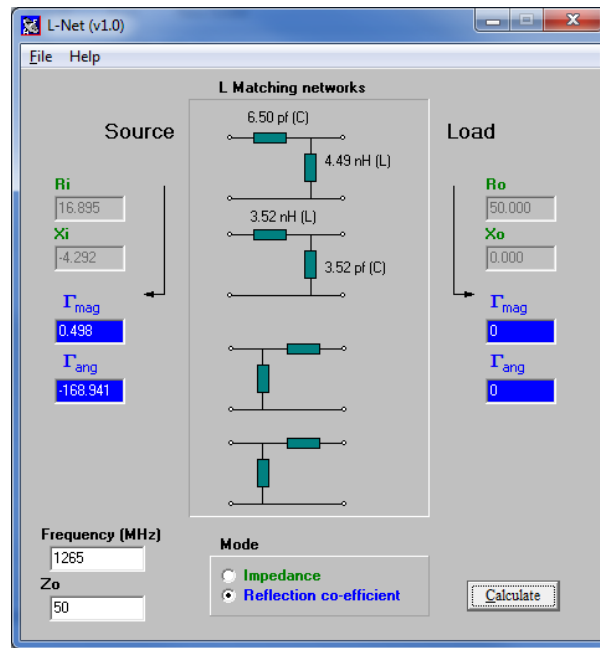 L-Net (v1.0)
File Help
L Matching networks
Source
Load
6.50 pf (C)
4.49 nH (L)
3.52 nH (L)
3.52 pf (C)
Ri
16.895
Xi
-4.292
Γmag
0.498
Γang
-168.941
Ro
50.000
Xo
0.000
Γmag
0
Γang
0
Frequency (MHz)
1265
Zo
50
Mode
Impedance
Reflection co-efficient
Calculate